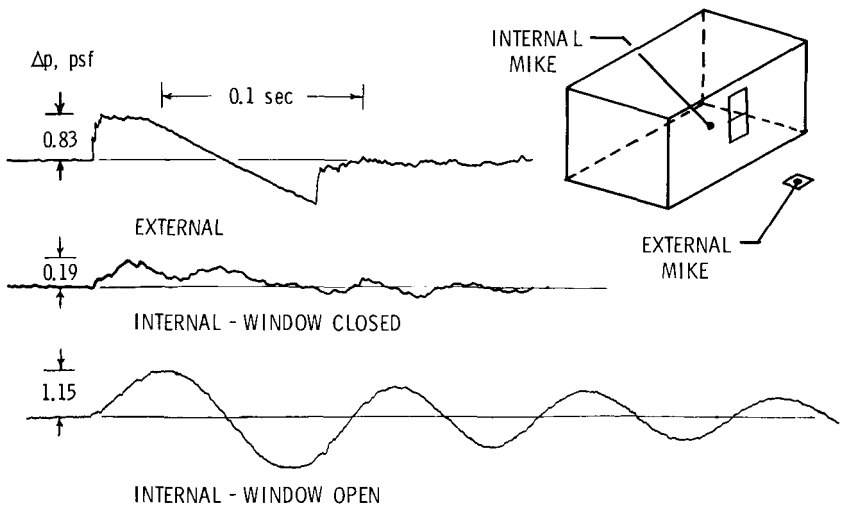 Δp, psf
0.1 sec
0.83
EXTERNAL
0.19
INTERNAL - WINDOW CLOSED
1.15
INTERNAL - WINDOW OPEN
INTERNAL
MIKE
EXTERNAL
MIKE